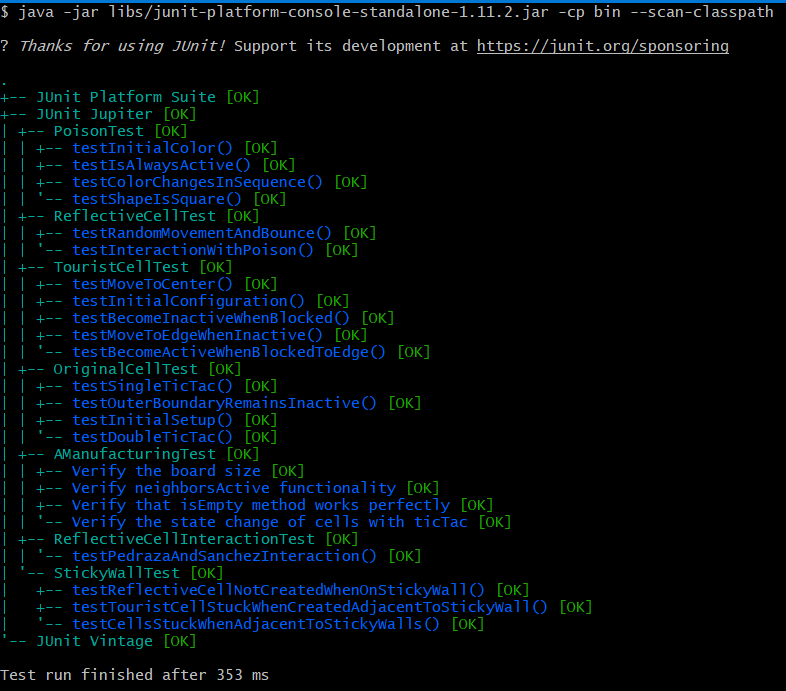 $ java -jar libs/junit-platform-console-standalone-1.11.2.jar -cp bin --scan-classpath
? Thanks for using JUnit! Support its development at https://junit.org/sponsoring
.
+-- JUnit Platform Suite [OK]
+-- JUnit Jupiter [OK]
| +-- PoisonTest [OK]
| | +-- testInitialColor() [OK]
| | +-- testIsAlwaysActive() [OK]
| | +-- testColorChangesInSequence() [OK]
| | '-- testShapeIsSquare() [OK]
| +-- ReflectiveCellTest [OK]
| | +-- testRandomMovementAndBounce() [OK]
| | '-- testInteractionWithPoison() [OK]
| +-- TouristCellTest [OK]
| | +-- testMoveToCenter() [OK]
| | +-- testInitialConfiguration() [OK]
| | +-- testBecomeInactiveWhenBlocked() [OK]
| | +-- testMoveToEdgeWhenInactive() [OK]
| | '-- testBecomeActiveWhenBlockedToEdge() [OK]
| +-- OriginalCellTest [OK]
| | +-- testSingleTicTac() [OK]
| | +-- testOuterBoundaryRemainsInactive() [OK]
| | +-- testInitialSetup() [OK]
| | '-- testDoubleTicTac() [OK]
| +-- AManufacturingTest [OK]
| | +-- Verify the board size [OK]
| | +-- Verify neighborsActive functionality [OK]
| | +-- Verify that isEmpty method works perfectly [OK]
| | '-- Verify the state change of cells with ticTac [OK]
| +-- ReflectiveCellInteractionTest [OK]
| | '-- testPedrazaAndSanchezInteraction() [OK]
| '-- StickyWallTest [OK]
|   +-- testReflectiveCellNotCreatedWhenOnStickyWall() [OK]
|   +-- testTouristCellStuckWhenCreatedAdjacentToStickyWall() [OK]
|   '-- testCellsStuckWhenAdjacentToStickyWalls() [OK]
'-- JUnit Vintage [OK]
Test run finished after 353 ms